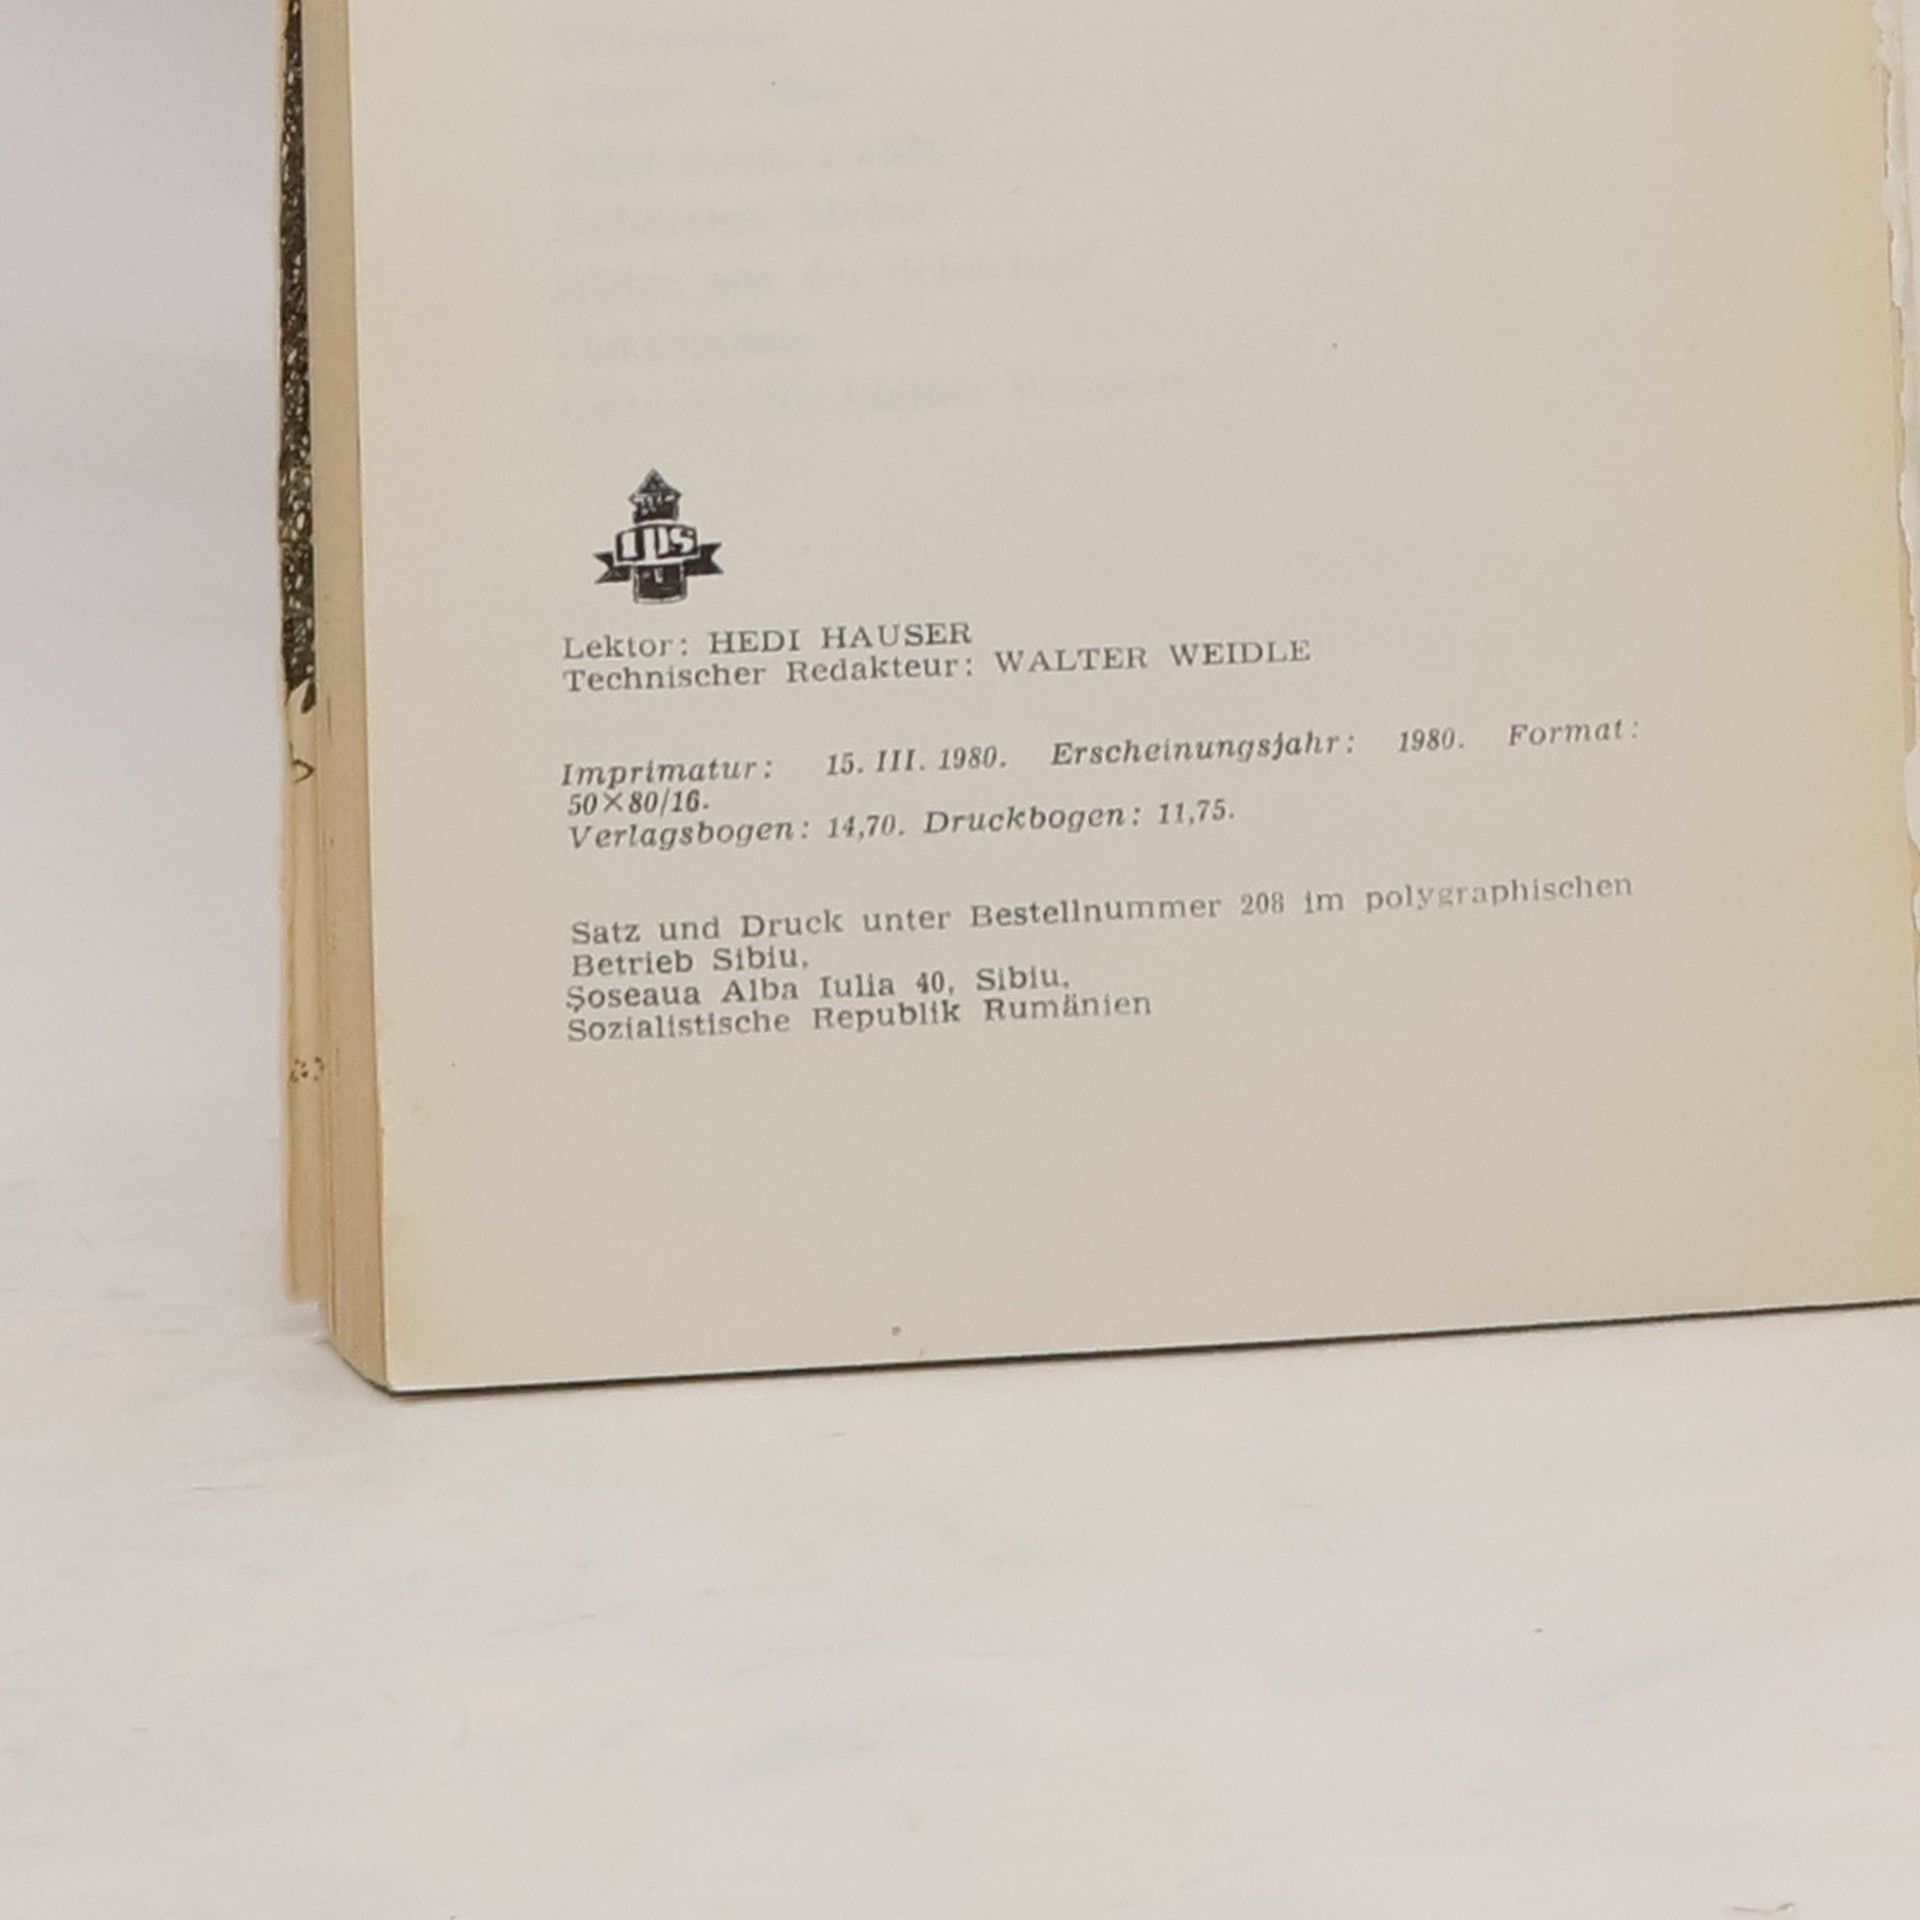 IPS
Lektor: HEDI HAUSER
Technischer Redakteur: WALTER WEIDLE
Imprimatur: 15. III. 1980. Erscheinungsjahr: 1980. Format:
50×80/16.
Verlagsbogen: 14,70. Druckbogen: 11,75.
Satz und Druck unter Bestellnummer 208 im polygraphischen
Betrieb Sibiu,
Șoseaua Alba Iulia 40, Sibiu,
Sozialistische Republik Rumänien